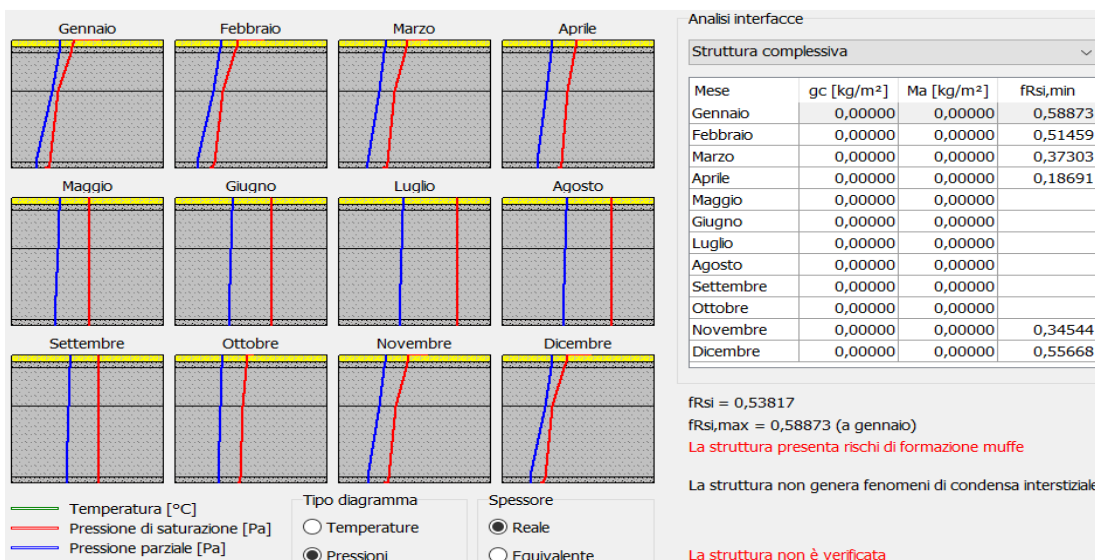 Gennaio Febbraio Marzo Aprile
Maggio Giugno Luglio Agosto
Settembre Ottobre Novembre Dicembre
Temperatura [°C]
Pressione di saturazione [Pa]
Pressione parziale [Pa]
Tipo diagramma
Temperature
Pressioni
Spessore
Reale
Equivalente
Analisi interfacce
Struttura complessiva
Mese gc [kg/m²] Ma [kg/m²] fRsi,min
Gennaio 0,00000 0,00000 0,58873
Febbraio 0,00000 0,00000 0,51459
Marzo 0,00000 0,00000 0,37303
Aprile 0,00000 0,00000 0,18691
Maggio 0,00000 0,00000
Giugno 0,00000 0,00000
Luglio 0,00000 0,00000
Agosto 0,00000 0,00000
Settembre 0,00000 0,00000
Ottobre 0,00000 0,00000
Novembre 0,00000 0,00000 0,34544
Dicembre 0,00000 0,00000 0,55668
fRsi = 0,53817
fRsi,max = 0,58873 (a gennaio)
La struttura presenta rischi di formazione muffe
La struttura non genera fenomeni di condensa interstiziale
La struttura non è verificata